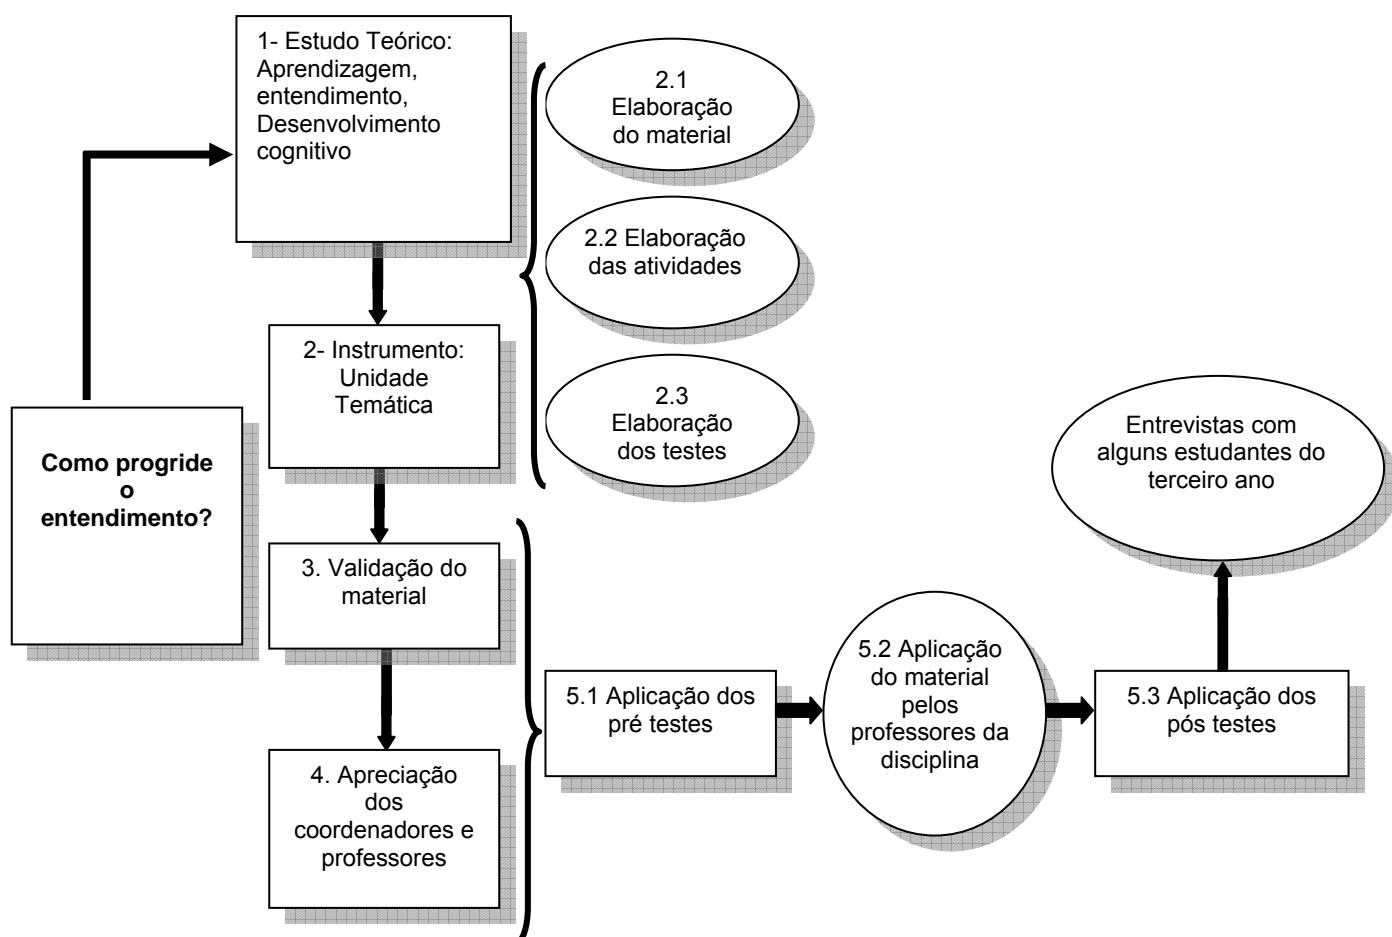 1- Estudo Teórico:
Aprendizagem,
entendimento,
Desenvolvimento
cognitivo
2.1
Elaboração
do material
2.2 Elaboração
das atividades
2- Instrumento:
Unidade
Temática
2.3
Elaboração
dos testes
Como progride
o
entendimento?
Entrevistas com
alguns estudantes do
terceiro ano
3. Validação do
material
4. Apreciação
dos
coordenadores e
professores
5.1 Aplicação dos
pré testes
5.2 Aplicação
do material
pelos
professores da
disciplina
5.3 Aplicação dos
pós testes